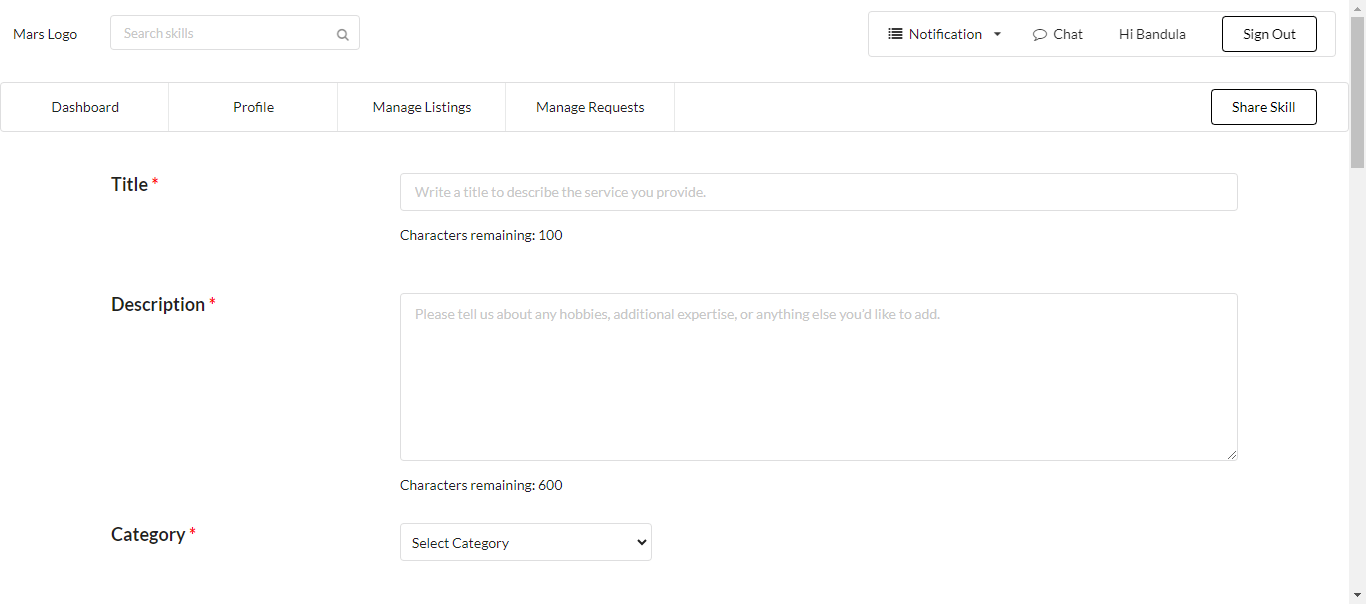 Mars Logo
Search skills
Notification
Chat
Hi Bandula
Sign Out
Dashboard
Profile
Manage Listings
Manage Requests
Share Skill
Title *
Write a title to describe the service you provide.
Characters remaining: 100
Description *
Please tell us about any hobbies, additional expertise, or anything else you'd like to add.
Characters remaining: 600
Category *
Select Category